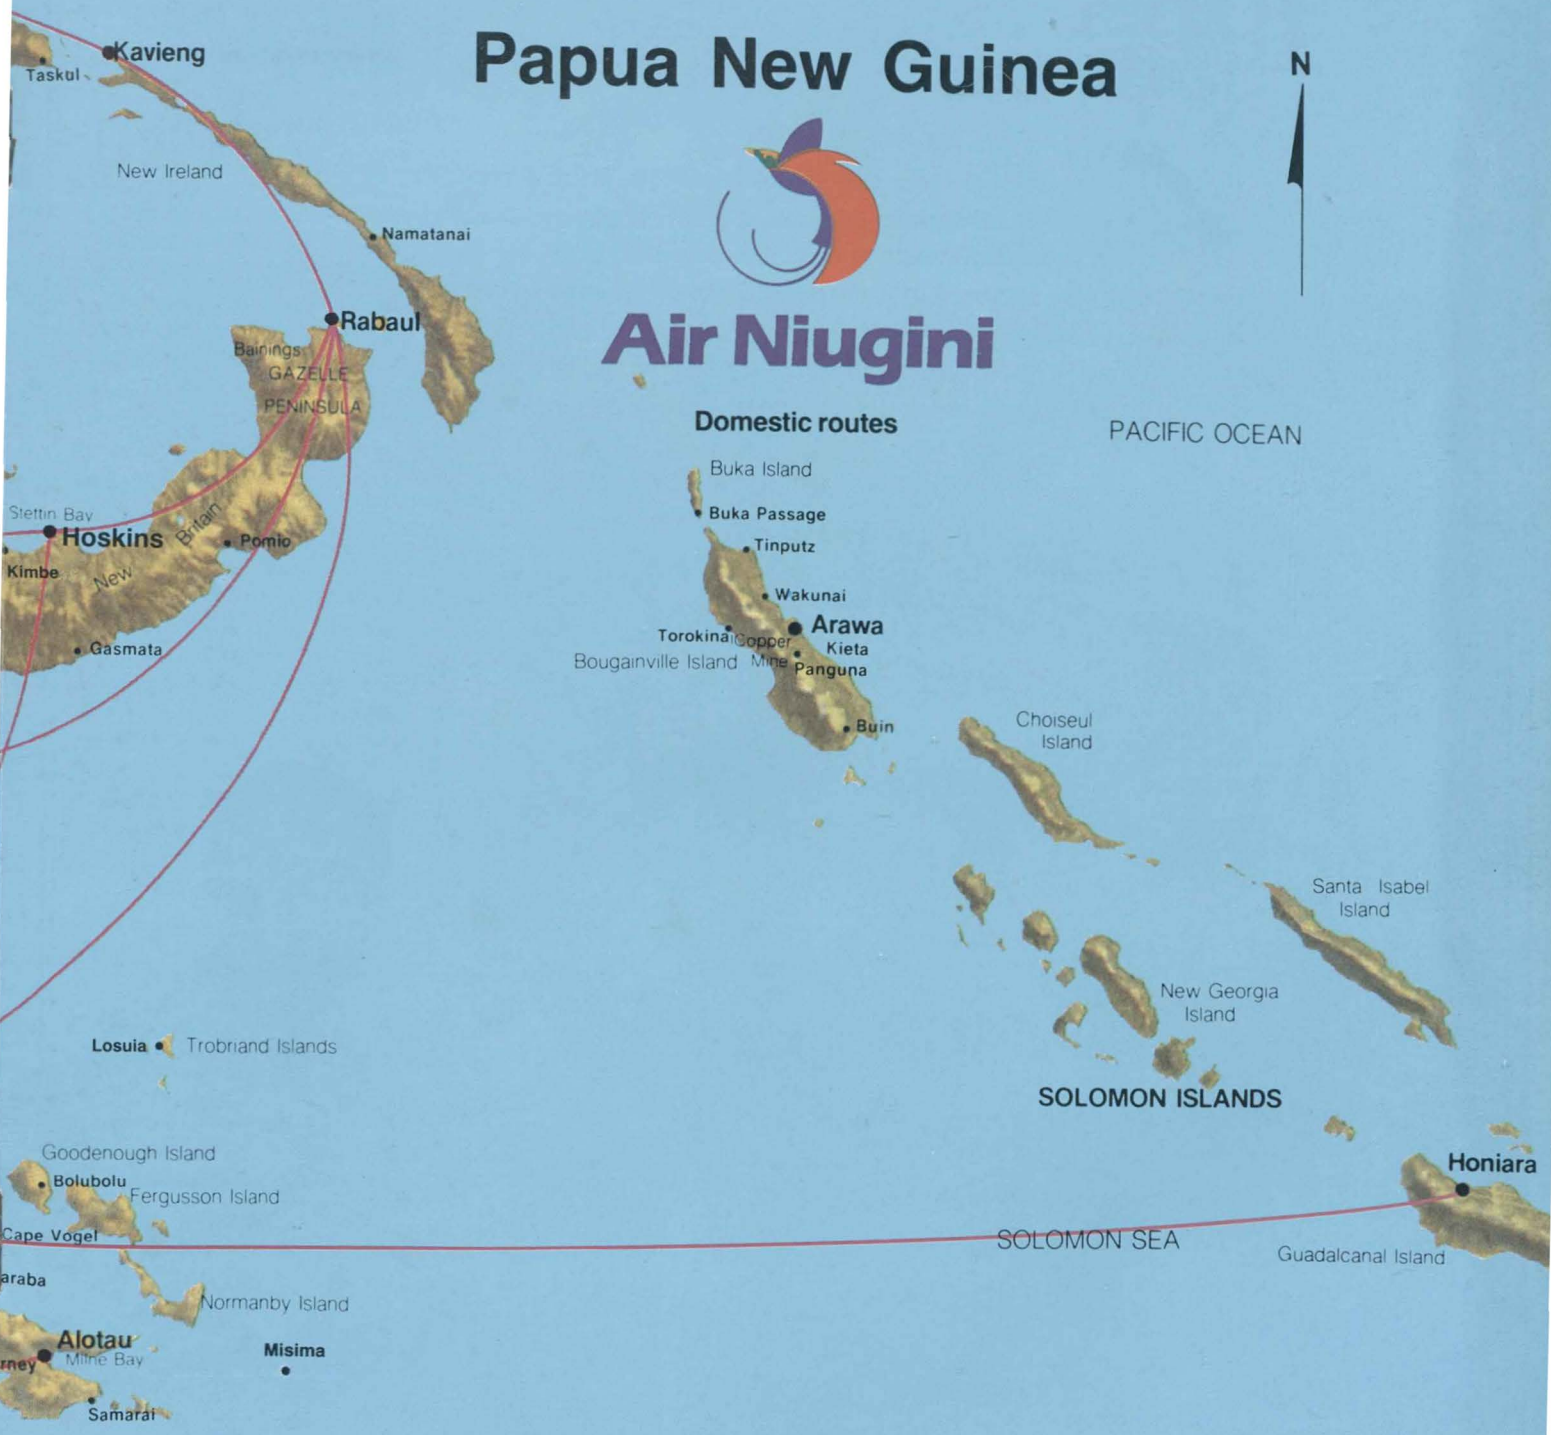 Papua New Guinea
N
Kavieng
Taskul
New Ireland
Namatanai
Rabaul
Bainings
GAZELLE
PENINSULA
Air Niugini
Domestic routes
PACIFIC OCEAN
Buka Island
Buka Passage
Tinputz
Wakunai
Arawa
Torokina
Copper
Mine
Kieta
Bougainville Island
Panguna
Buin
Stettin Bay
Hoskins
New Britain
Pomio
Kimbe
Gasmata
Choiseul
Island
Santa Isabel
Island
New Georgia
Island
SOLOMON ISLANDS
Losuia
Trobriand Islands
Goodenough Island
Bolubolu
Fergusson Island
Cape Vogel
araba
Normanby Island
Alotau
rney
Milne Bay
Misima
Samarai
Honiara
SOLOMON SEA
Guadalcanal Island